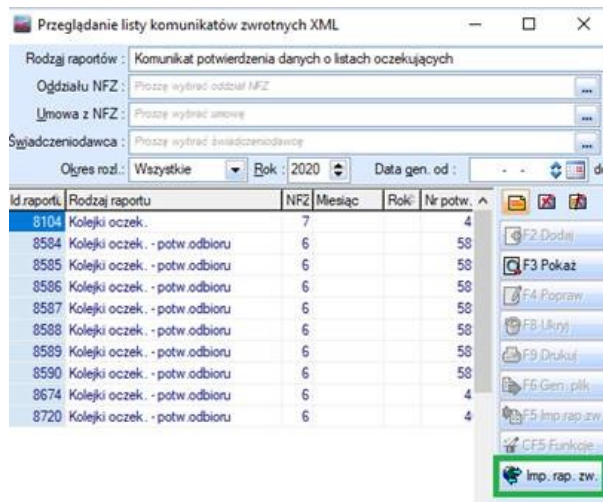 Przeglądanie listy komunikatów zwrotnych XML
Rodzaj raportów : Komunikat potwierdzenia danych o listach oczekujących
Oddziału NFZ : Proszę wybrać oddział NFZ ...
Umowa z NFZ : Proszę wybrać umowę ...
Świadczeniodawca : Proszę wybrać świadczeniodawcę ...
Okres rozl.: Wszystkie Rok : 2020 Data gen. od : - - d
Id.raportu Rodzaj raportu NFZ Miesiąc Rok Nr potw.
8104 Kolejki oczek. 7 4
8584 Kolejki oczek. - potw.odbioru 6 58
8585 Kolejki oczek. - potw.odbioru 6 58
8586 Kolejki oczek. - potw.odbioru 6 58
8587 Kolejki oczek. - potw.odbioru 6 58
8588 Kolejki oczek. - potw.odbioru 6 58
8589 Kolejki oczek. - potw.odbioru 6 58
8590 Kolejki oczek. - potw.odbioru 6 58
8674 Kolejki oczek. - potw.odbioru 6 4
8720 Kolejki oczek. - potw.odbioru 6 4
F2 Dodaj
F3 Pokaż
F4 Popraw
F8 Ukryj
F9 Drukuj
F6 Gen. plik
F5 Imp rap zw
CF5 Funkcje
Imp. rap. zw.